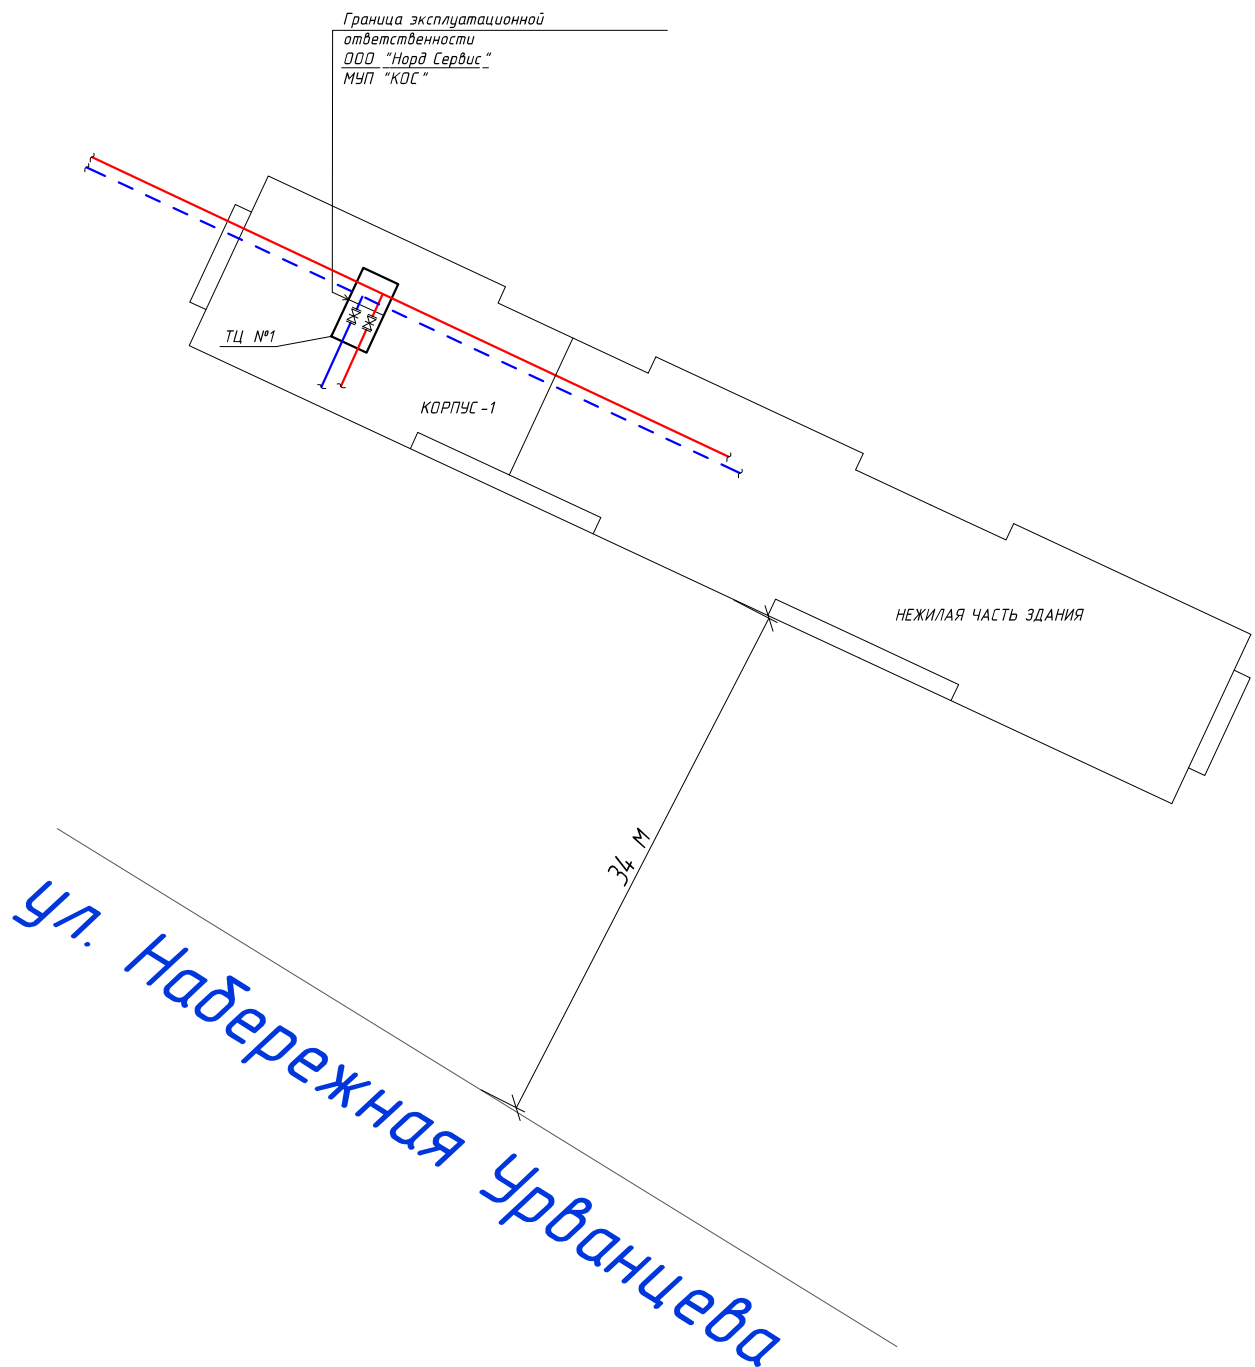 Граница эксплуатационной
ответственности
ООО "Норд Сервис"
МУП "КОС"
ТЦ №1
КОРПУС-1
НЕЖИЛАЯ ЧАСТЬ ЗДАНИЯ
34 м
ул. Набережная Урванцева